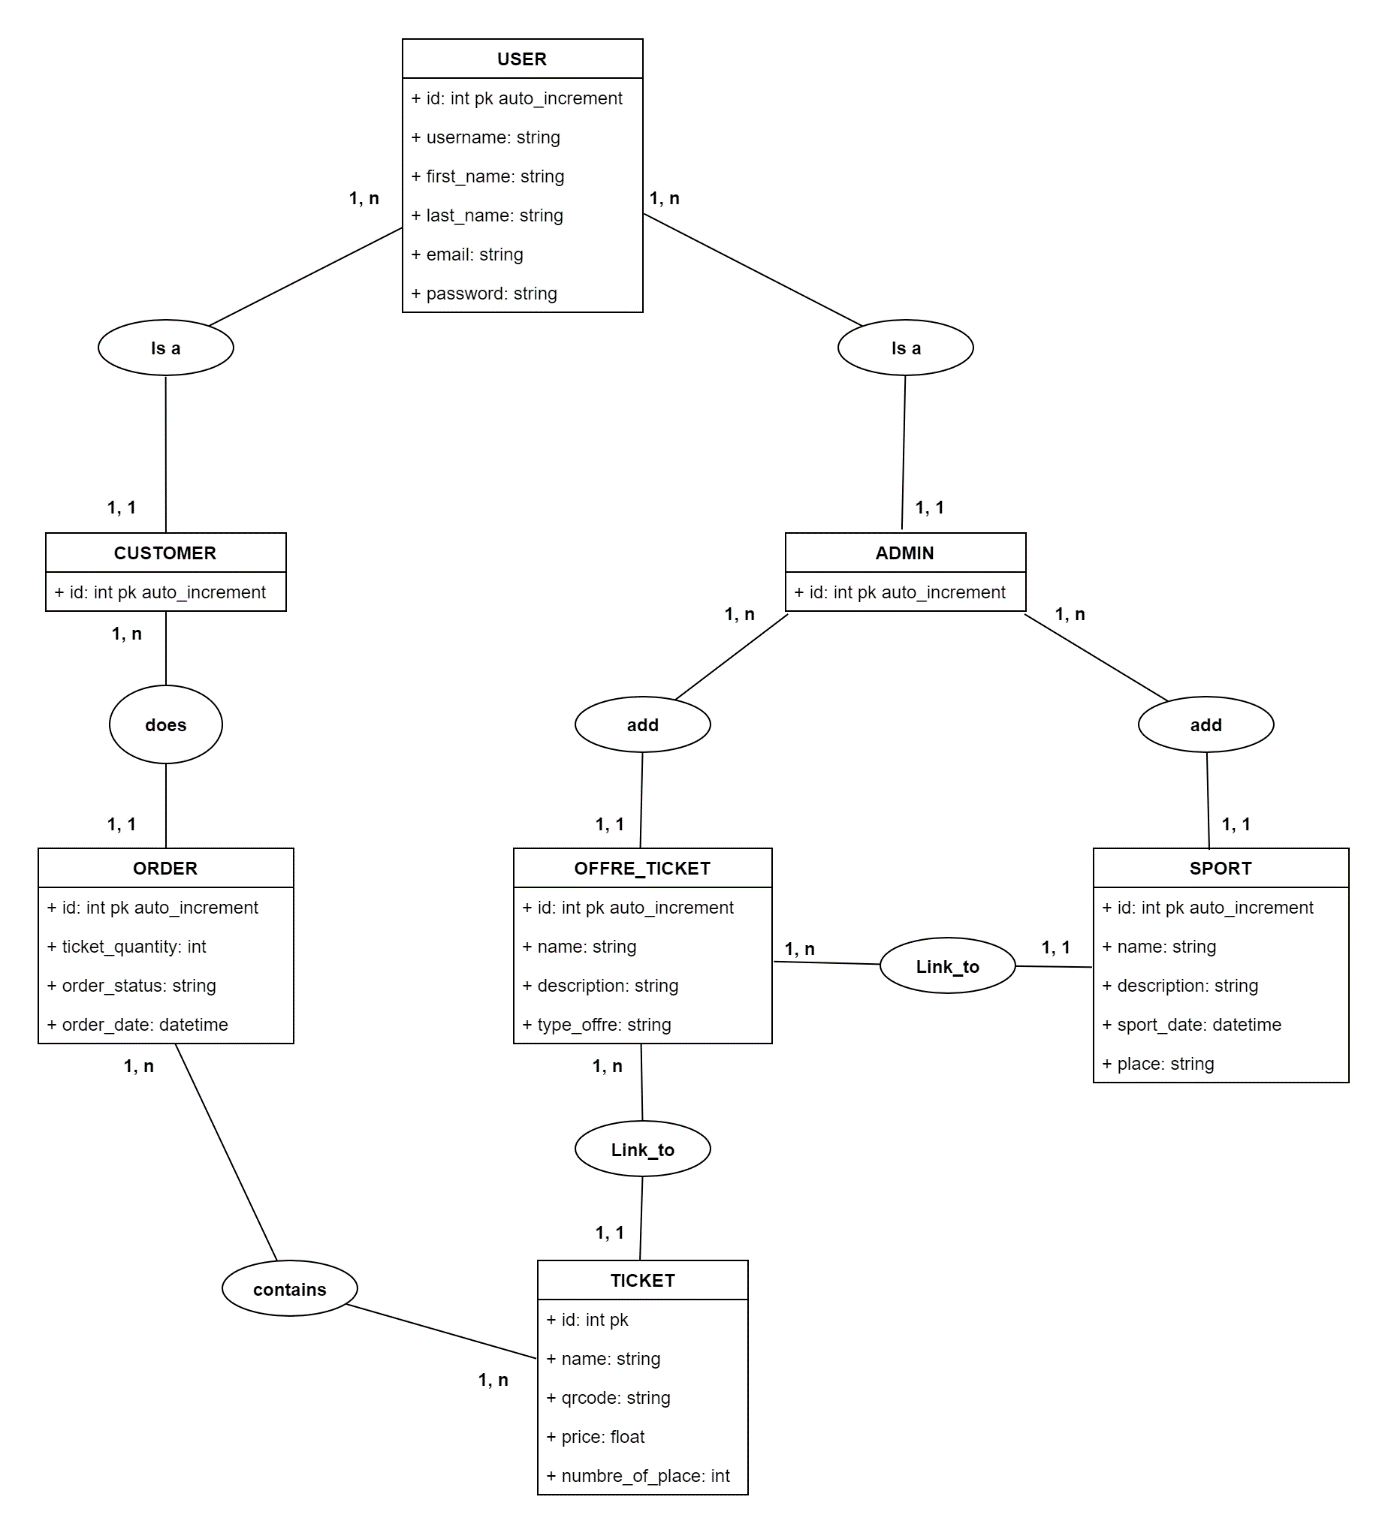 USER
+ id: int pk auto_increment
+ username: string
+ first_name: string
+ last_name: string
+ email: string
+ password: string
1, n
1, n
Is a
Is a
1, 1
1, 1
CUSTOMER
+ id: int pk auto_increment
ADMIN
+ id: int pk auto_increment
1, n
1, n
1, n
does
add
add
1, 1
1, 1
1, 1
ORDER
+ id: int pk auto_increment
+ ticket_quantity: int
+ order_status: string
+ order_date: datetime
OFFRE_TICKET
+ id: int pk auto_increment
+ name: string
+ description: string
+ type_offre: string
1, n
Link_to
1, 1
SPORT
+ id: int pk auto_increment
+ name: string
+ description: string
+ sport_date: datetime
+ place: string
1, n
1, n
Link_to
1, 1
contains
1, n
TICKET
+ id: int pk
+ name: string
+ qrcode: string
+ price: float
+ numbre_of_place: int